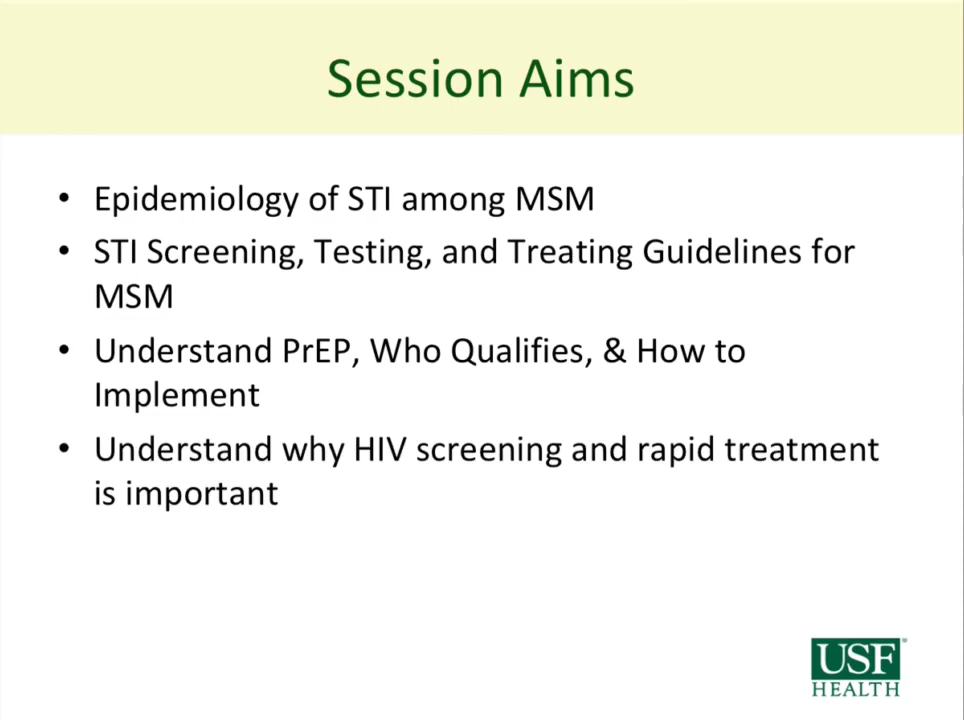 Session Aims
• Epidemiology of STI among MSM
• STI Screening, Testing, and Treating Guidelines for
MSM
• Understand PrEP, Who Qualifies, & How to
Implement
• Understand why HIV screening and rapid treatment
is important
USF
HEALTH